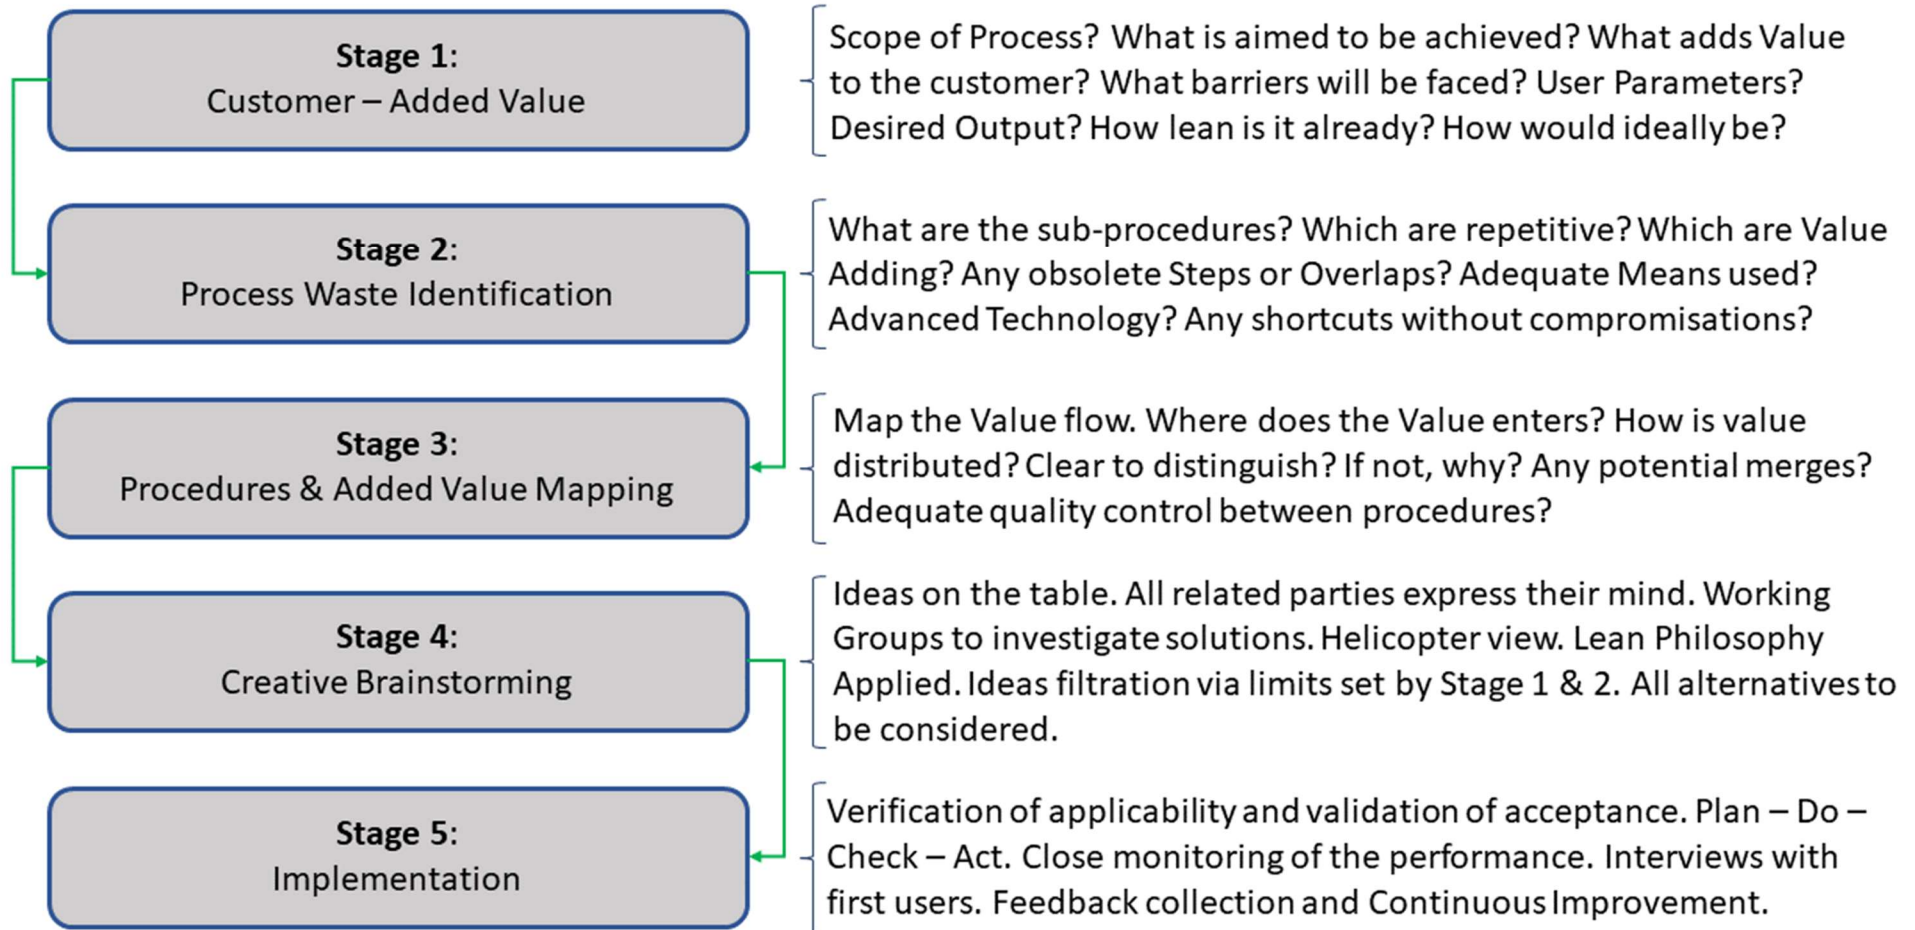 Stage 1:
Customer – Added Value
Scope of Process? What is aimed to be achieved? What adds Value
to the customer? What barriers will be faced? User Parameters?
Desired Output? How lean is it already? How would ideally be?
Stage 2:
Process Waste Identification
What are the sub-procedures? Which are repetitive? Which are Value
Adding? Any obsolete Steps or Overlaps? Adequate Means used?
Advanced Technology? Any shortcuts without compromisations?
Stage 3:
Procedures & Added Value Mapping
Map the Value flow. Where does the Value enters? How is value
distributed? Clear to distinguish? If not, why? Any potential merges?
Adequate quality control between procedures?
Stage 4:
Creative Brainstorming
Ideas on the table. All related parties express their mind. Working
Groups to investigate solutions. Helicopter view. Lean Philosophy
Applied. Ideas filtration via limits set by Stage 1 & 2. All alternatives to
be considered.
Stage 5:
Implementation
Verification of applicability and validation of acceptance. Plan – Do –
Check – Act. Close monitoring of the performance. Interviews with
first users. Feedback collection and Continuous Improvement.